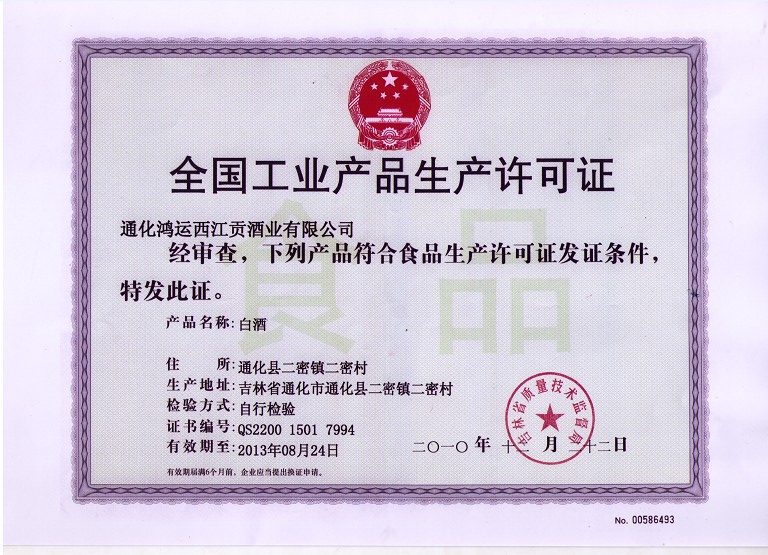 全国工业产品生产许可证
食品
通化鸿运西江贡酒业有限公司
经审查，下列产品符合食品生产许可证发证条件，
特发此证。
产品名称：白酒
住 所：通化县二密镇二密村
生产地址：吉林省通化市通化县二密镇二密村
检验方式：自行检验
证书编号：QS2200 1501 7994
有效期至：2013年08月24日
吉林省质量技术监督局
二〇一〇 年 十二 月 二十二日
有效期届满6个月前，企业应当提出换证申请。
No. 00586493